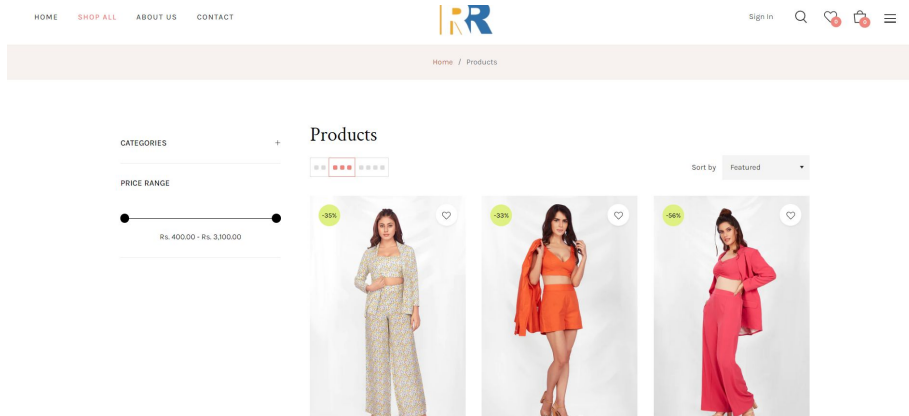 HOME SHOP ALL ABOUT US CONTACT
RR
Sign In
0
0
Home / Products
CATEGORIES +
PRICE RANGE
Rs. 400.00 - Rs. 3,100.00
Products
Sort by Featured
-35%
-33%
-56%